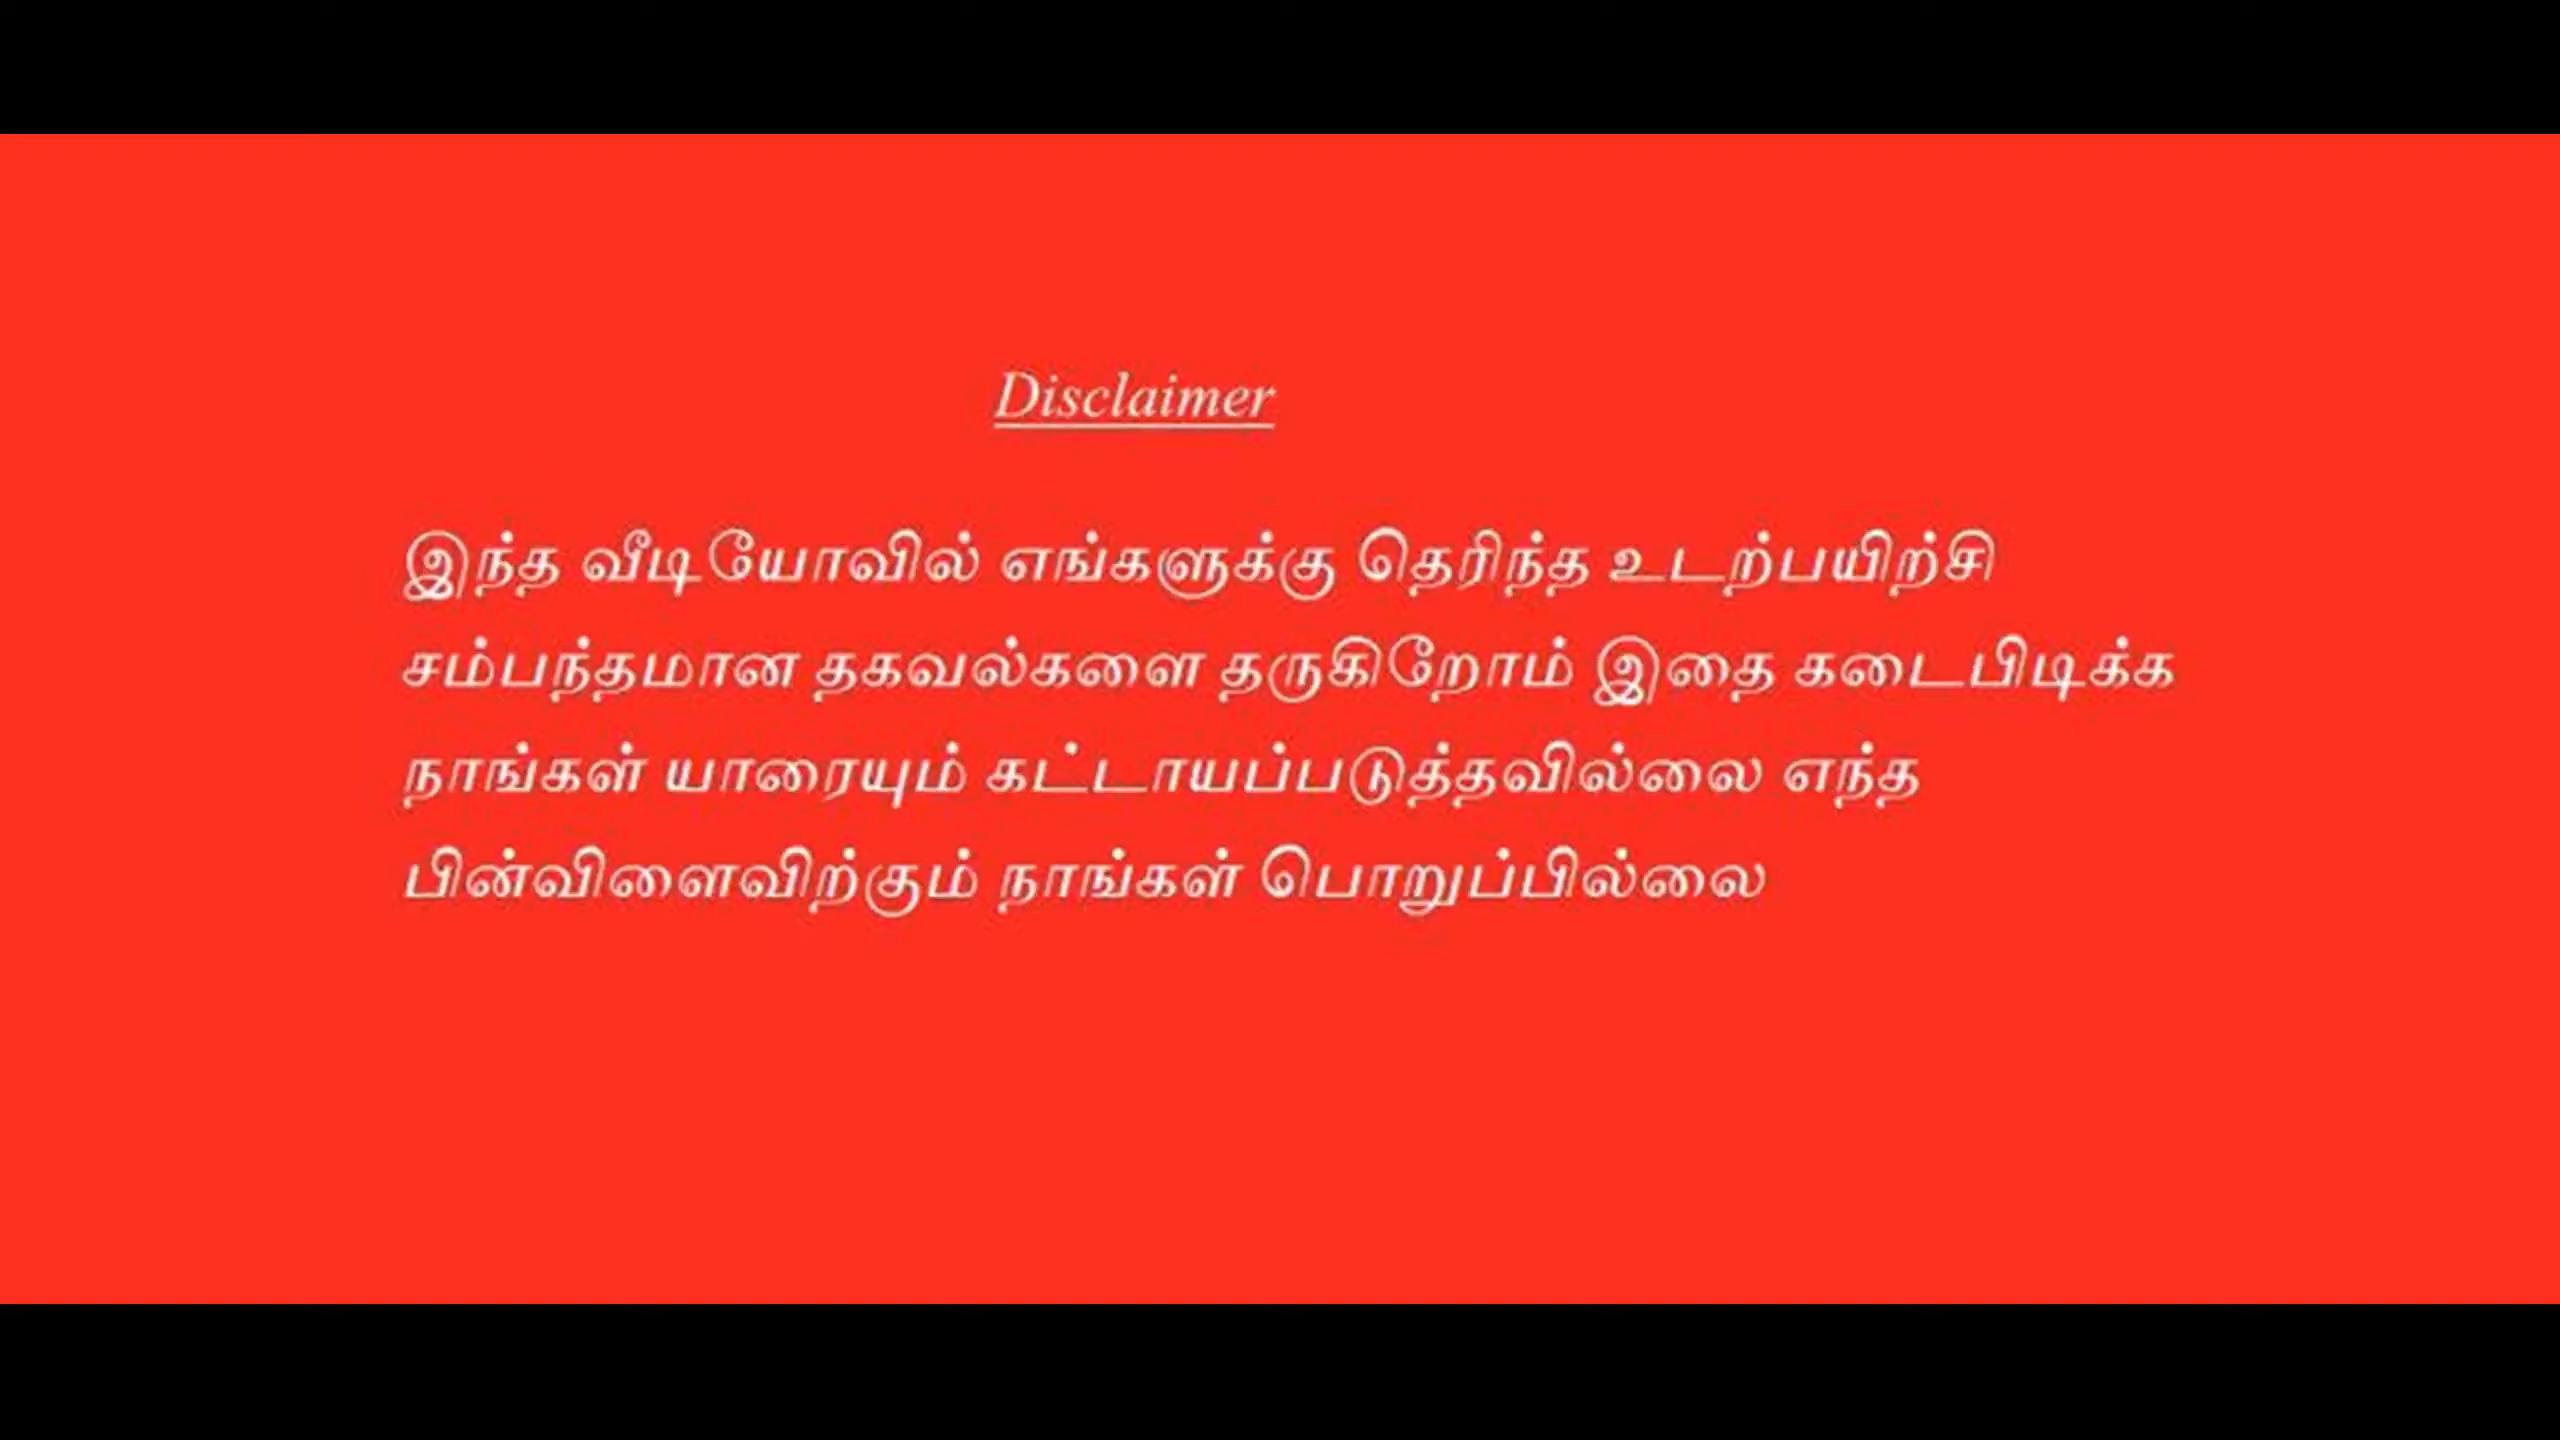 Disclaimer
இந்த வீடியோவில் எங்களுக்கு தெரிந்த உடற்பயிற்சி
சம்பந்தமான தகவல்களை தருகிறோம் இதை கடைபிடிக்க
நாங்கள் யாரையும் கட்டாயப்படுத்தவில்லை எந்த
பின்விளைவிற்கும் நாங்கள் பொறுப்பில்லை